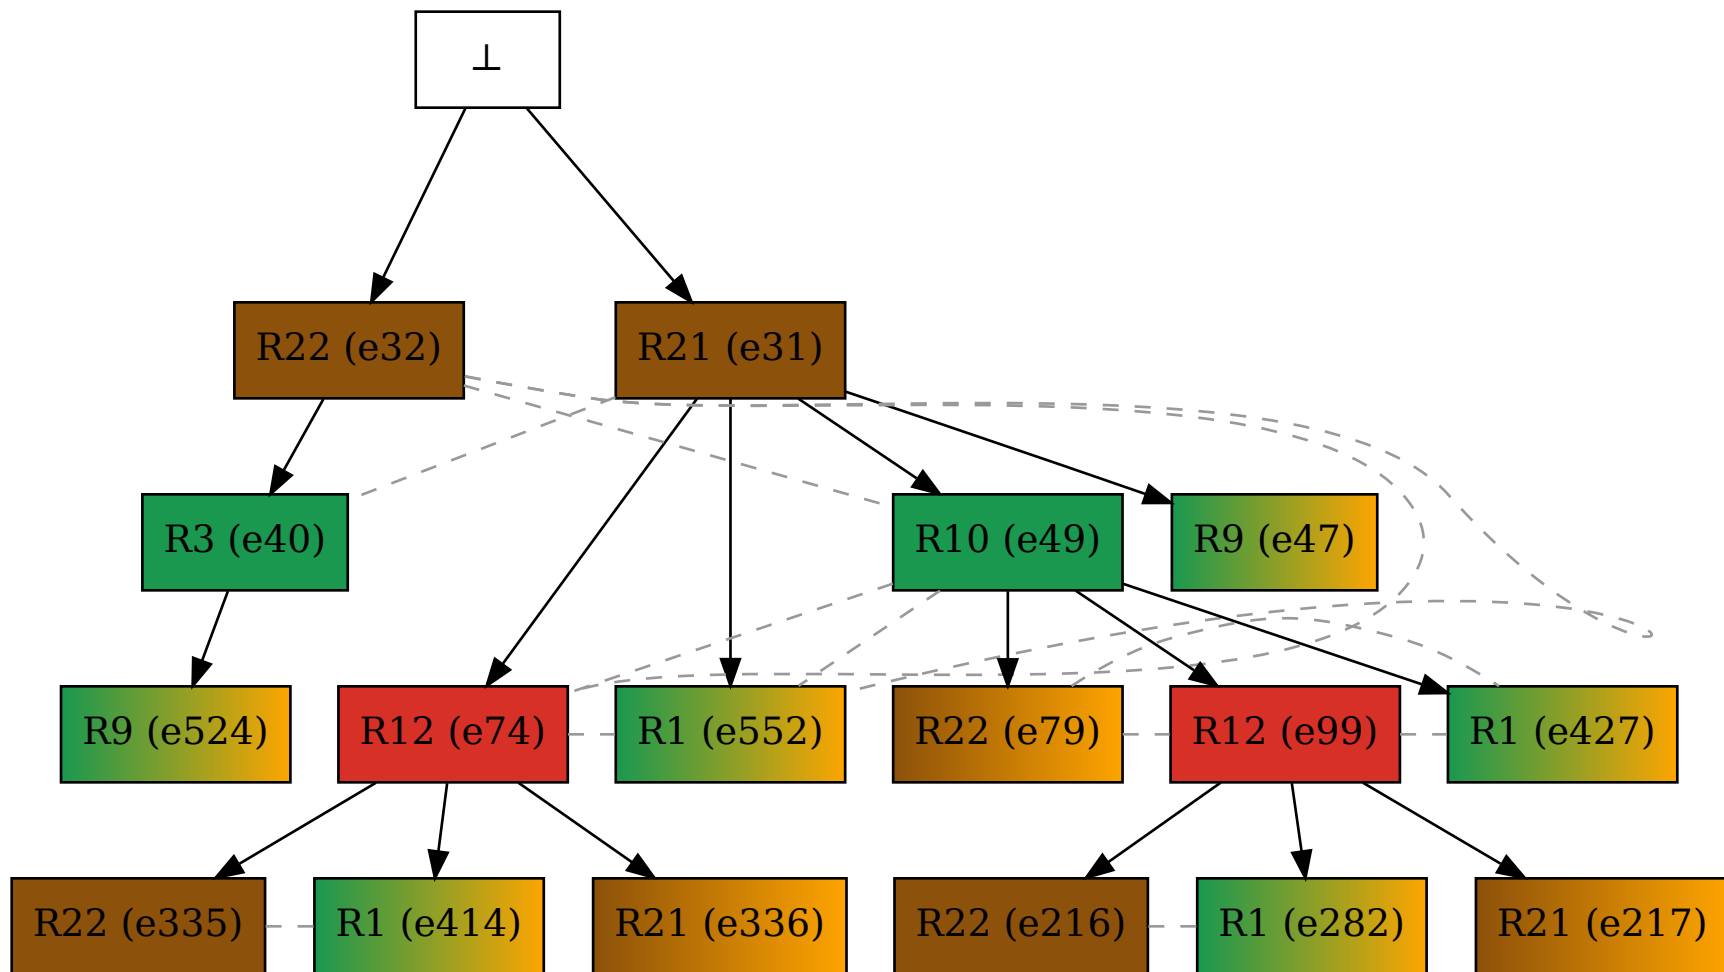 ⊥
R22 (e32)
R21 (e31)
R3 (e40)
R10 (e49)
R9 (e47)
R9 (e524)
R12 (e74)
R1 (e552)
R22 (e79)
R12 (e99)
R1 (e427)
R22 (e335)
R1 (e414)
R21 (e336)
R22 (e216)
R1 (e282)
R21 (e217)